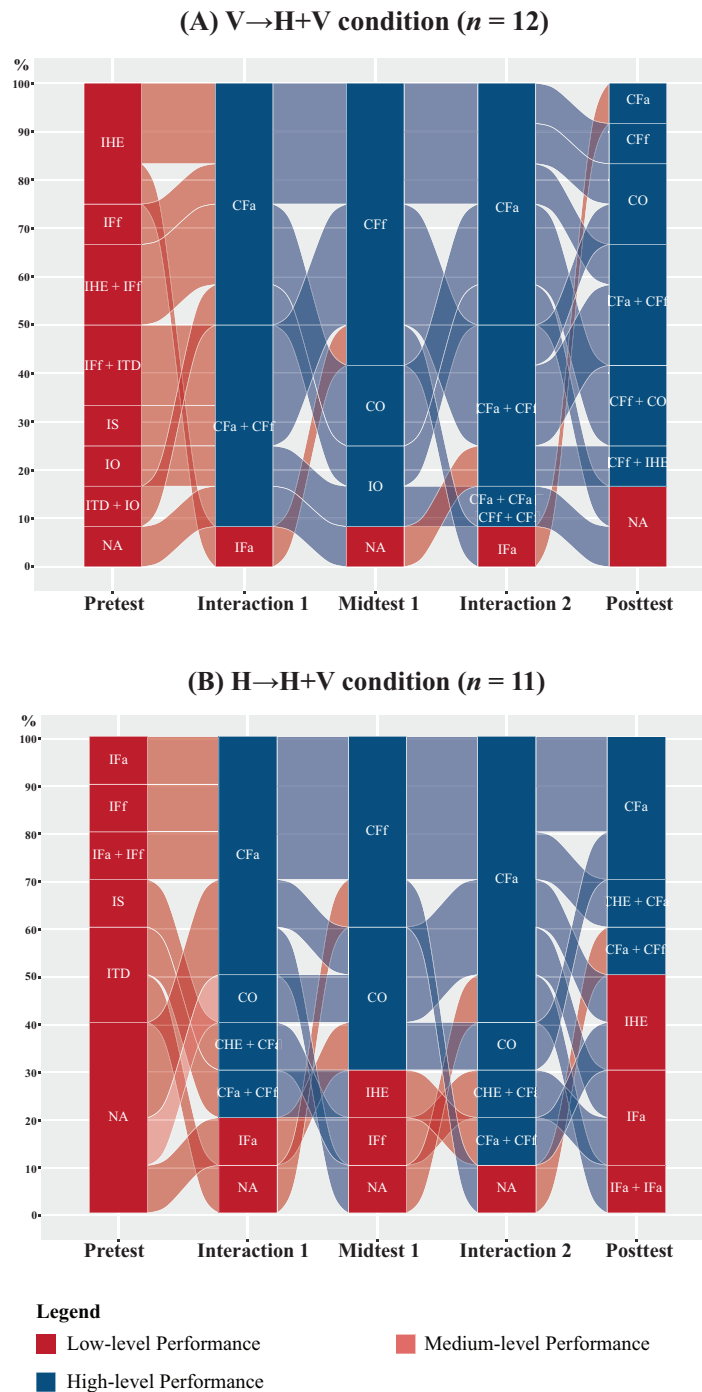 (A) V→H+V condition (n = 12)
%
100
90
80
70
60
50
40
30
20
10
0
IHE
IFf
IHE + IFf
IFf + ITD
IS
IO
ITD + IO
NA
CFa
CFa + CFf
IFa
CFf
CO
IO
NA
CFa
CFa + CFf
CFa + CFa
CFf + CFf
IFa
CFa
CFf
CO
CFa + CFf
CFf + CO
CFf + IHE
NA
Pretest Interaction 1 Midtest 1 Interaction 2 Posttest
(B) H→H+V condition (n = 11)
%
100
90
80
70
60
50
40
30
20
10
0
IFa
IFf
IFa + IFf
IS
ITD
NA
CFa
CO
CHE + CFa
CFa + CFf
IFa
NA
CFf
CO
IHE
IFf
NA
CFa
CO
CHE + CFa
CFa + CFf
NA
CFa
CHE + CFa
CFa + CFf
IHE
IFa
IFa + IFa
Pretest Interaction 1 Midtest 1 Interaction 2 Posttest
Legend
Low-level Performance
Medium-level Performance
High-level Performance